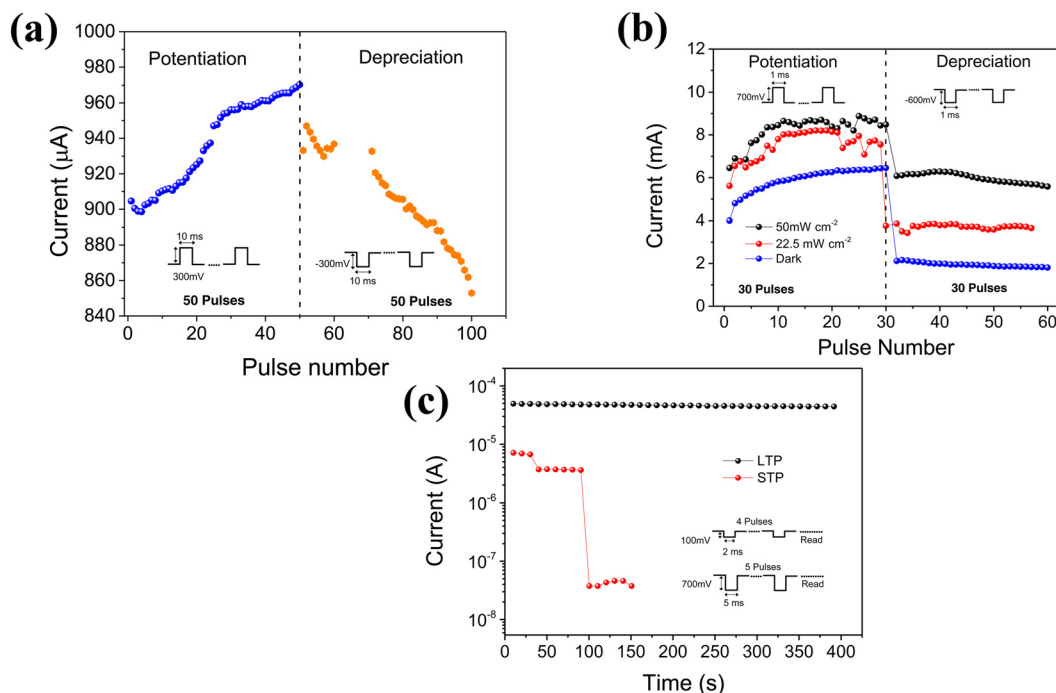 (a)
1000
980
960
940
920
900
880
860
840
Current (μA)
Potentiation
Depreciation
10 ms
300mV
50 Pulses
-300mV
10 ms
50 Pulses
0 20 40 60 80 100
Pulse number
(b)
12
10
8
6
4
2
0
Current (mA)
Potentiation
Depreciation
1 ms
700mV
-600mV
1 ms
50mW cm⁻²
22.5 mW cm⁻²
Dark
30 Pulses
30 Pulses
0 10 20 30 40 50 60
Pulse Number
(c)
10⁻⁴
10⁻⁵
10⁻⁶
10⁻⁷
10⁻⁸
Current (A)
LTP
STP
4 Pulses
100mV
Read
2 ms
5 Pulses
700mV
Read
5 ms
0 50 100 150 200 250 300 350 400
Time (s)